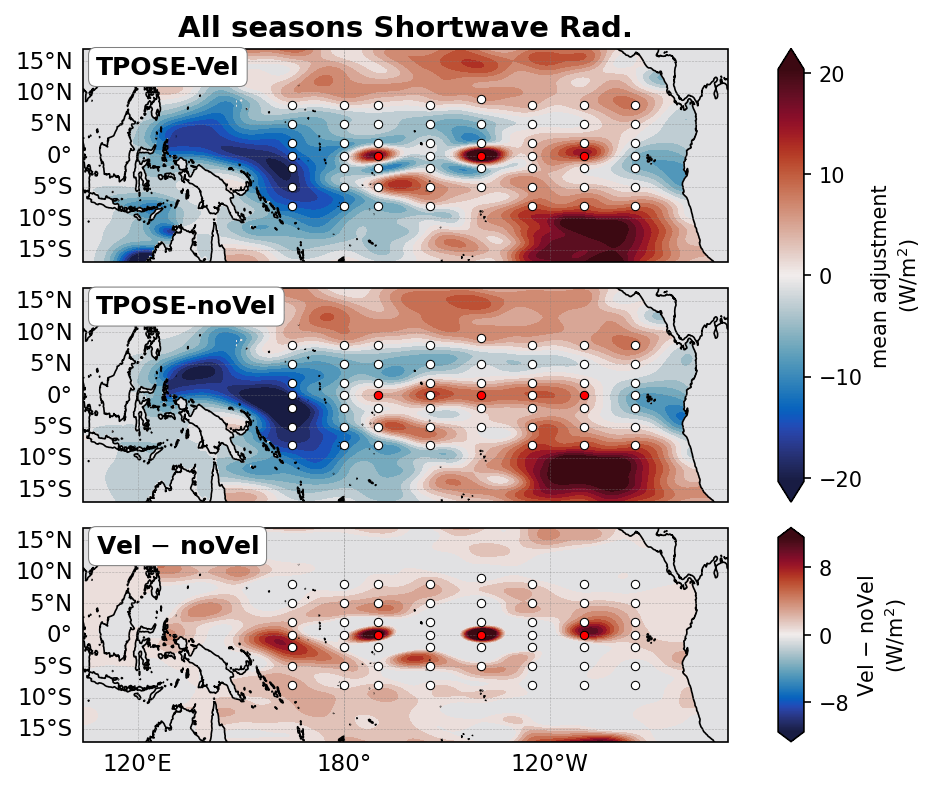 All seasons Shortwave Rad.
TPOSE-Vel
15°N
10°N
5°N
0°
5°S
10°S
15°S
TPOSE-noVel
15°N
10°N
5°N
0°
5°S
10°S
15°S
Vel − noVel
15°N
10°N
5°N
0°
5°S
10°S
15°S
120°E
180°
120°W
20
10
0
−10
−20
mean adjustment
(W/m²)
8
0
−8
Vel − noVel
(W/m²)